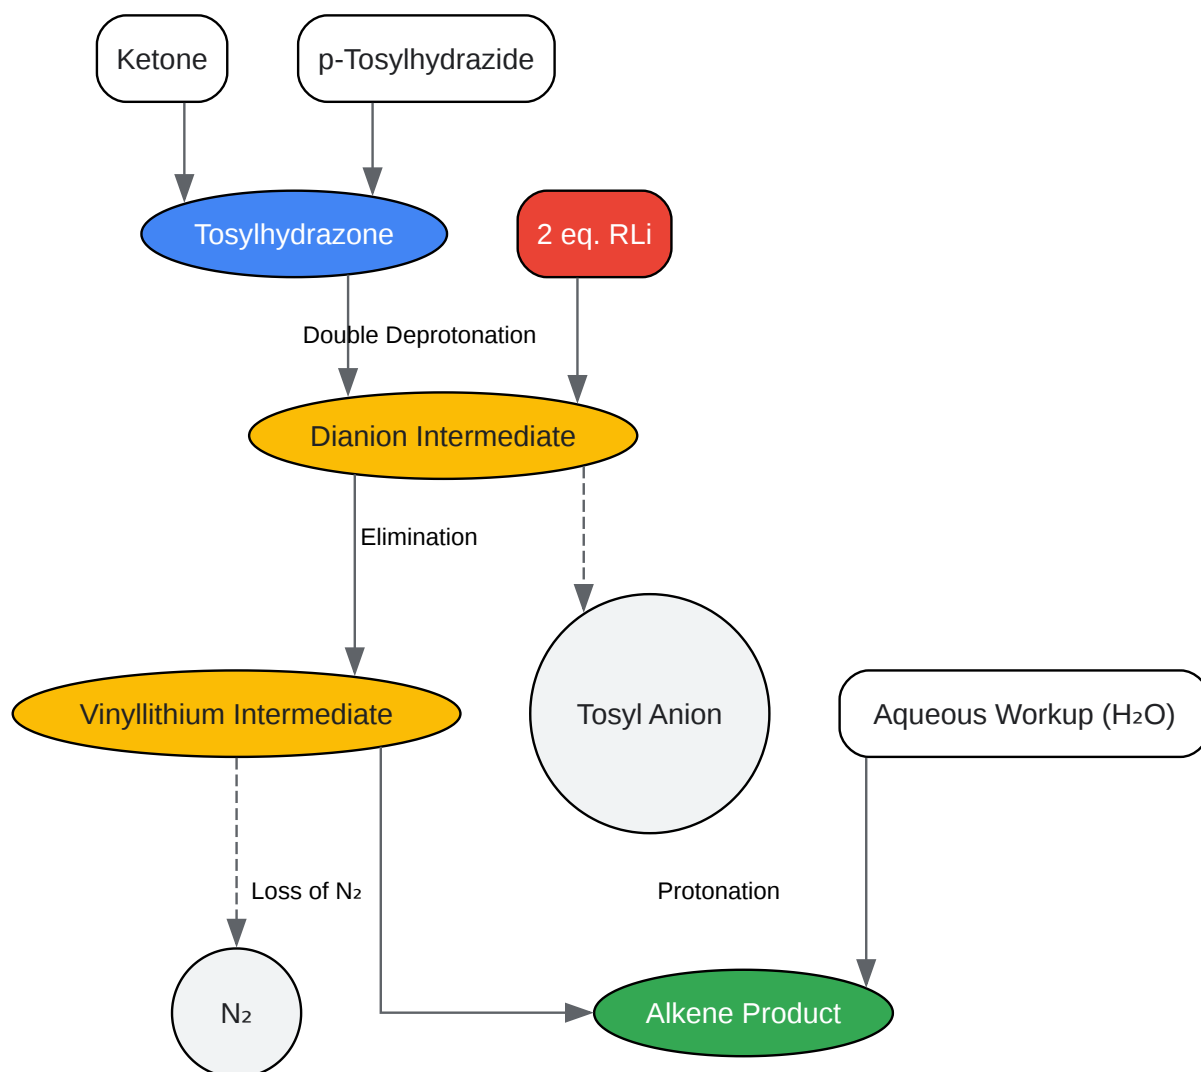 Ketone
p-Tosylhydrazide
Tosylhydrazone
2 eq. RLi
Double Deprotonation
Dianion Intermediate
Elimination
Vinyllithium Intermediate
Tosyl Anion
Aqueous Workup (H₂O)
Loss of N₂
Protonation
N₂
Alkene Product